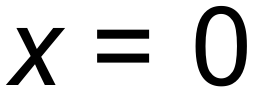 x = 0